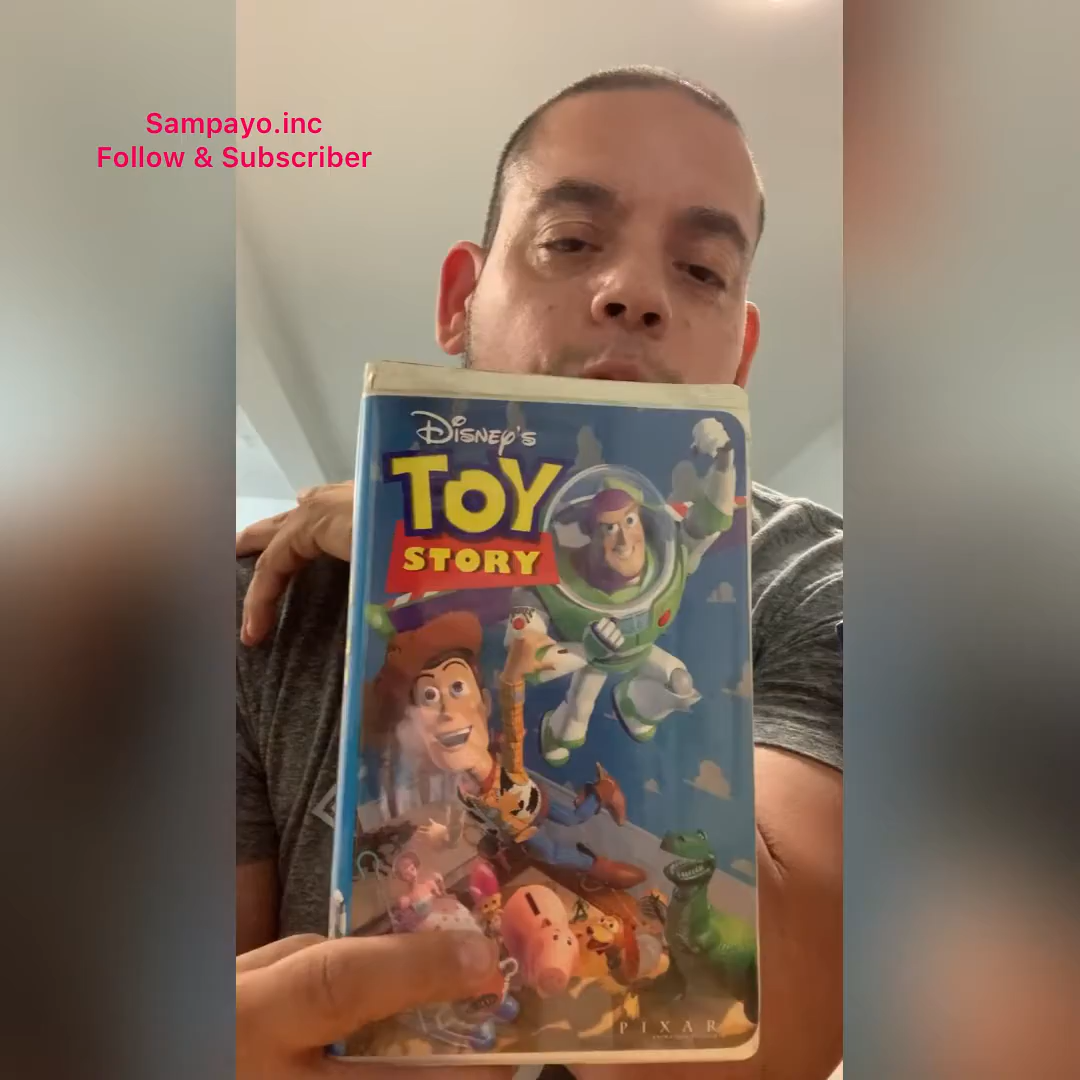 Sampayo.inc
Follow & Subscriber
Disney's
TOY
STORY
PIXAR